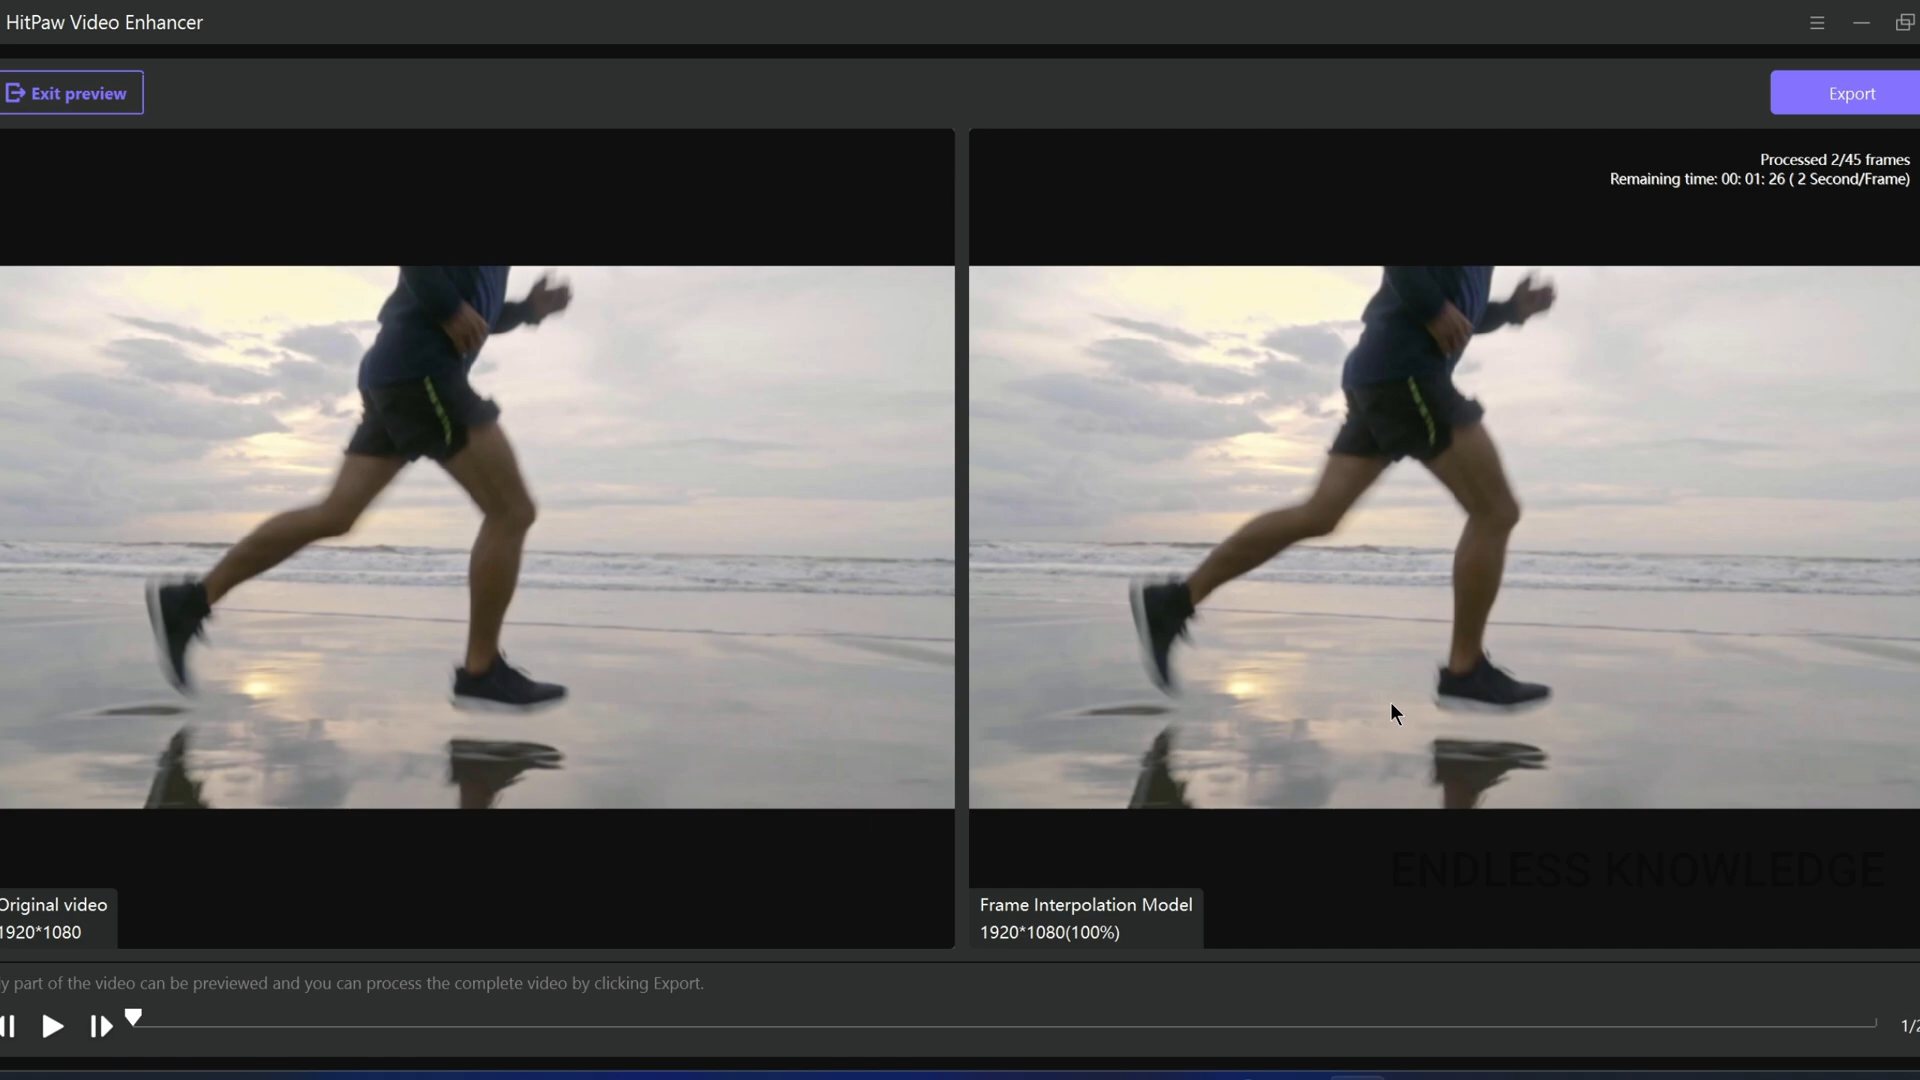 HitPaw Video Enhancer
Exit preview
Export
Processed 2/45 frames
Remaining time: 00: 01: 26 ( 2 Second/Frame)
ENDLESS KNOWLEDGE
Original video
1920*1080
Frame Interpolation Model
1920*1080(100%)
part of the video can be previewed and you can process the complete video by clicking Export.